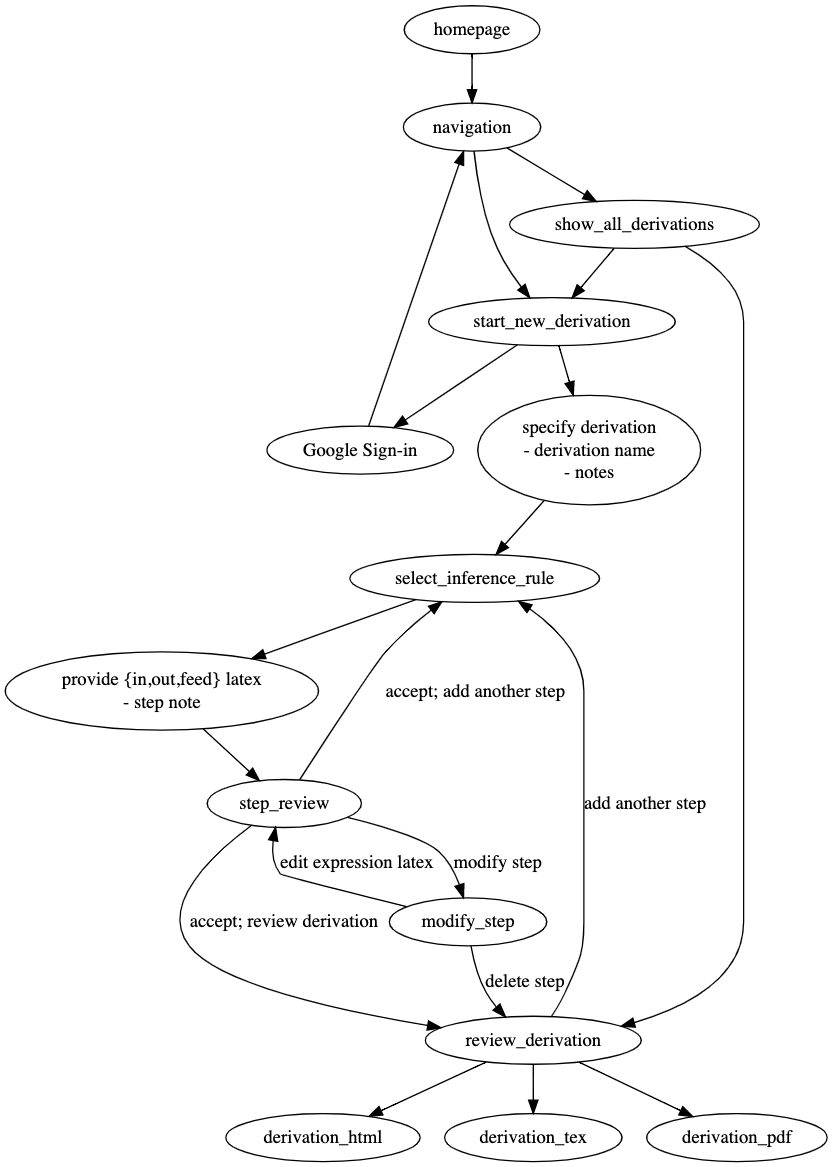 homepage
navigation
show_all_derivations
start_new_derivation
Google Sign-in
specify derivation
- derivation name
- notes
select_inference_rule
provide {in,out,feed} latex
- step note
accept; add another step
step_review
add another step
edit expression latex
modify step
accept; review derivation
modify_step
delete step
review_derivation
derivation_html
derivation_tex
derivation_pdf